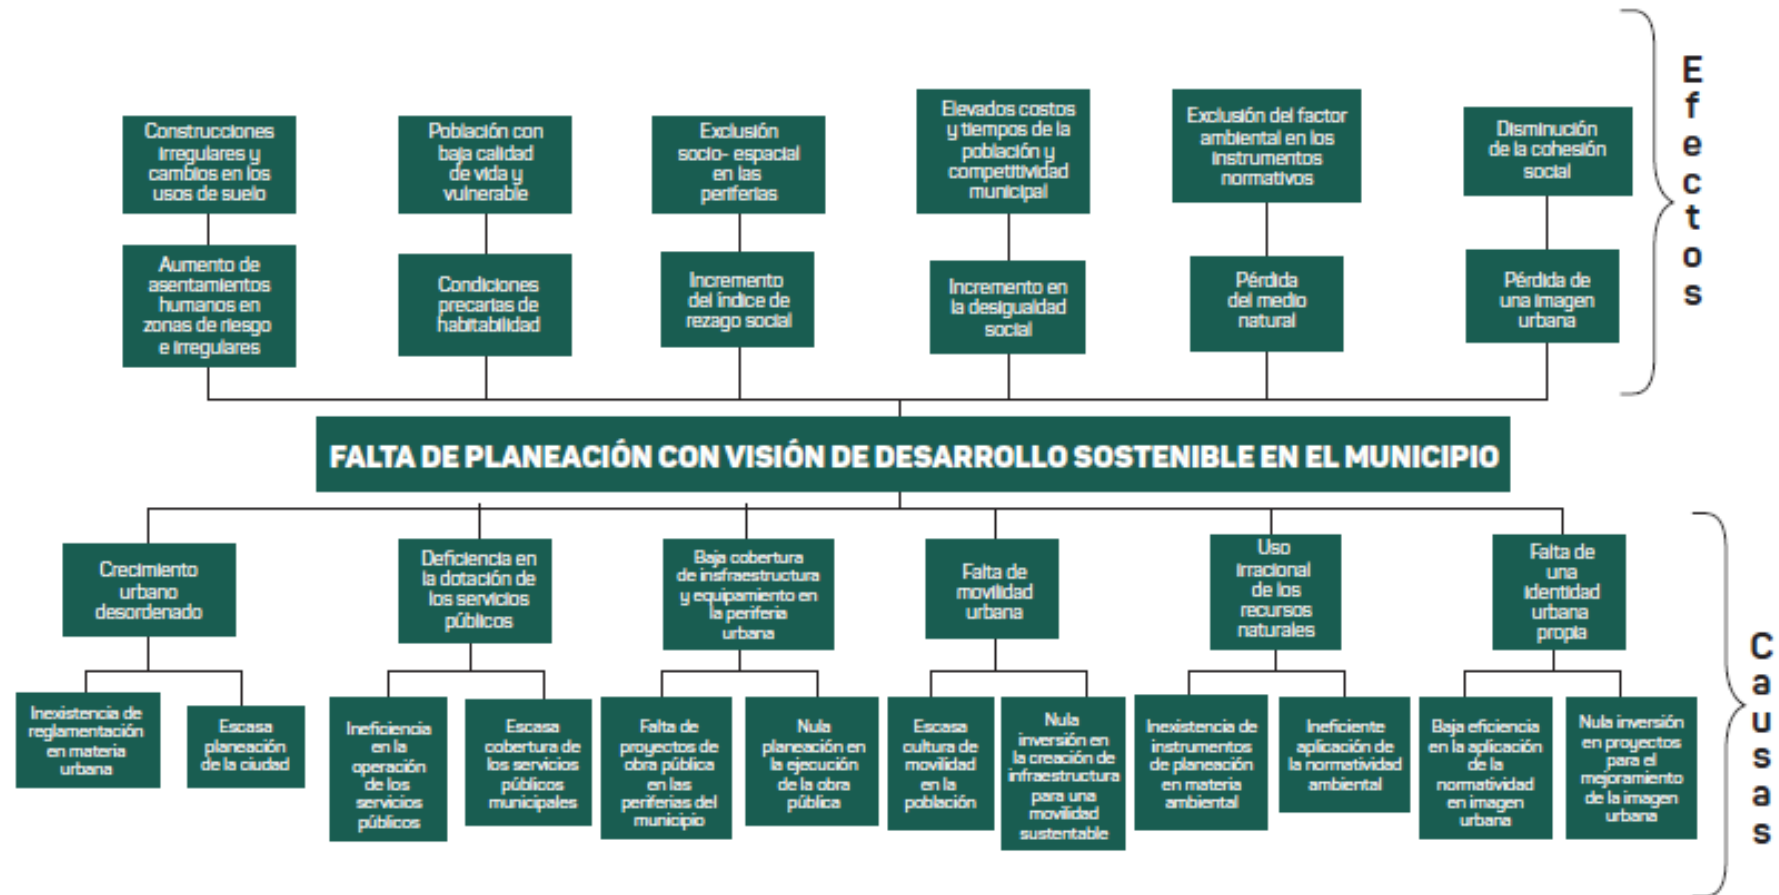 Construcciones
irregulares y
cambios en los
usos de suelo
Población con
baja calidad
de vida y
vulnerable
Exclusión
socio- espacial
en las
periferias
Elevados costos
y tiempos de la
población y
competitividad
municipal
Exclusión del factor
ambiental en los
instrumentos
normativos
Disminución
de la cohesión
social
Efectos
Aumento de
asentamientos
humanos en
zonas de riesgo
e irregulares
Condiciones
precarias de
habitabilidad
Incremento
del índice de
rezago social
Incremento en
la desigualdad
social
Pérdida
del medio
natural
Pérdida de
una imagen
urbana
FALTA DE PLANEACIÓN CON VISIÓN DE DESARROLLO SOSTENIBLE EN EL MUNICIPIO
Crecimiento
urbano
desordenado
Deficiencia en
la dotación de
los servicios
públicos
Baja cobertura
de insfraestructura
y equipamiento en
la periferia
urbana
Falta de
movilidad
urbana
Uso
irracional
de los
recursos
naturales
Falta de
una
identidad
urbana
propia
Causas
Inexistencia de
reglamentación
en materia
urbana
Escasa
planeación
de la ciudad
Ineficiencia
en la
operación
de los
servicios
públicos
Escasa
cobertura de
los servicios
públicos
municipales
Falta de
proyectos de
obra pública
en las
periferias del
municipio
Nula
planeación en
la ejecución
de la obra
pública
Escasa
cultura de
movilidad
en la
población
Nula
inversión en
la creación de
infraestructura
para una
movilidad
sustentable
Inexistencia de
instrumentos
de planeación
en materia
ambiental
Ineficiente
aplicación de
la normatividad
ambiental
Baja eficiencia
en la aplicación
de la
normatividad
en imagen
urbana
Nula inversión
en proyectos
para el
mejoramiento
de la imagen
urbana